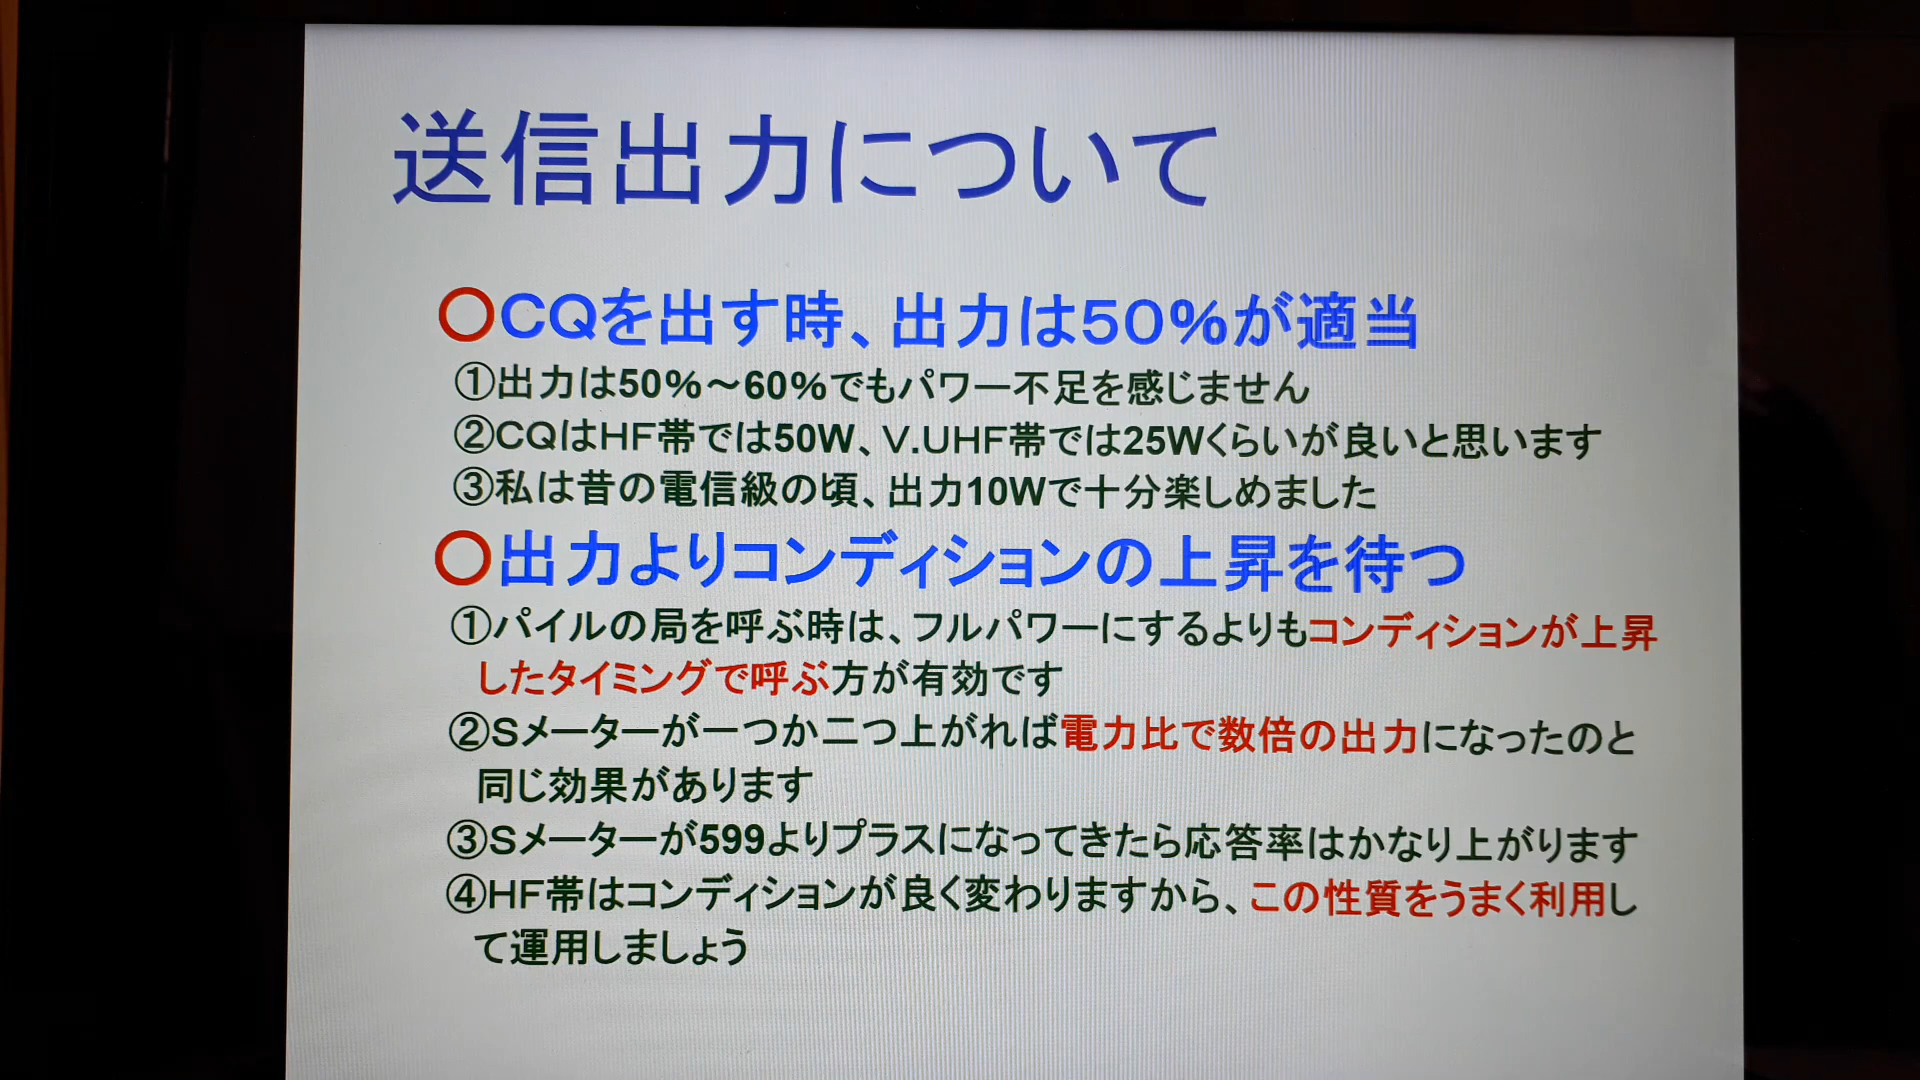 送信出力について
〇CQを出す時、出力は50%が適当
①出力は50%～60%でもパワー不足を感じません
②CQはHF帯では50W、V.UHF帯では25Wくらいが良いと思います
③私は昔の電信級の頃、出力10Wで十分楽しめました
〇出力よりコンディションの上昇を待つ
①パイルの局を呼ぶ時は、フルパワーにするよりもコンディションが上昇
したタイミングで呼ぶ方が有効です
②Sメーターが一つか二つ上がれば電力比で数倍の出力になったのと
同じ効果があります
③Sメーターが599よりプラスになってきたら応答率はかなり上がります
④HF帯はコンディションが良く変わりますから、この性質をうまく利用し
て運用しましょう